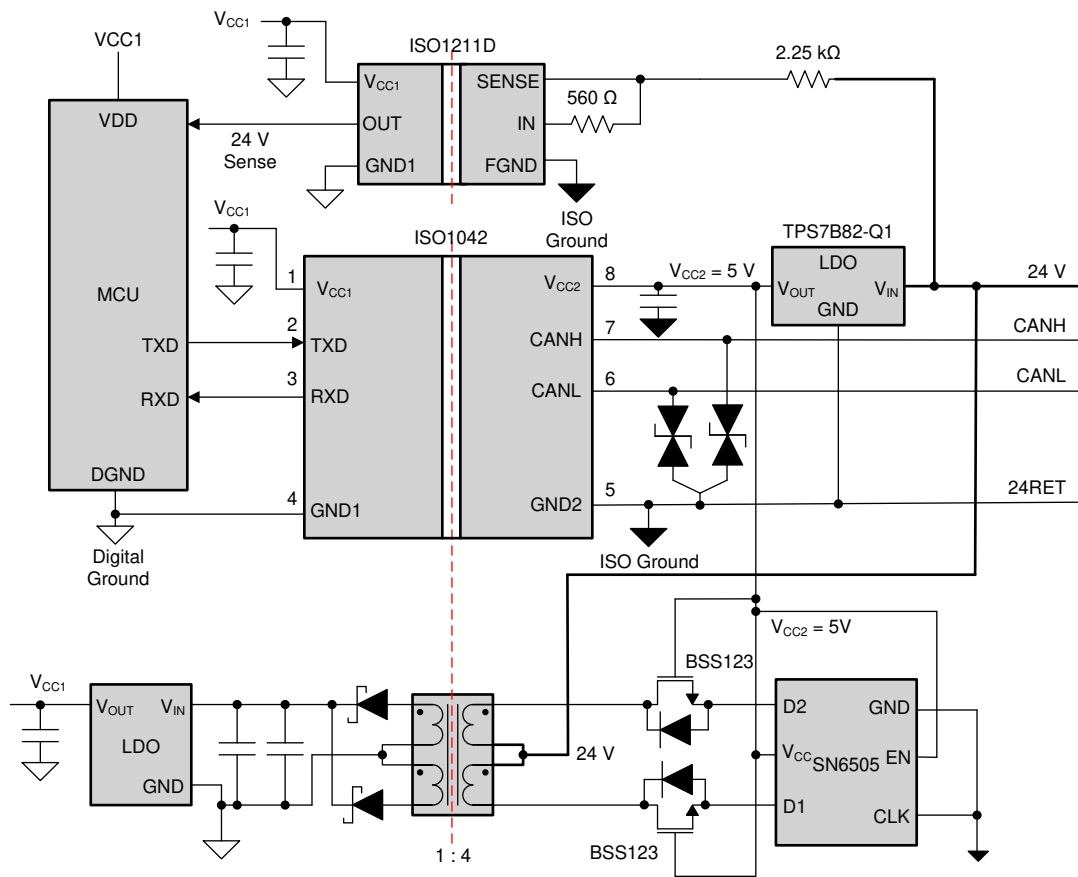 VCC1
VCC1
ISO1211D
2.25 kΩ
VDD
VCC1
SENSE
560 Ω
OUT
IN
24 V
Sense
GND1
FGND
VCC1
ISO
Ground
ISO1042
TPS7B82-Q1
LDO
1
VCC1
VCC2
8
VCC2 = 5 V
VOUT
VIN
24 V
MCU
GND
2
7
CANH
TXD
TXD
CANH
3
6
CANL
RXD
RXD
CANL
DGND
4
5
24RET
GND1
GND2
Digital
Ground
ISO Ground
VCC2 = 5V
BSS123
VCC1
VOUT
VIN
LDO
GND
24 V
D2
GND
VCC
SN6505
EN
D1
CLK
1 : 4
BSS123